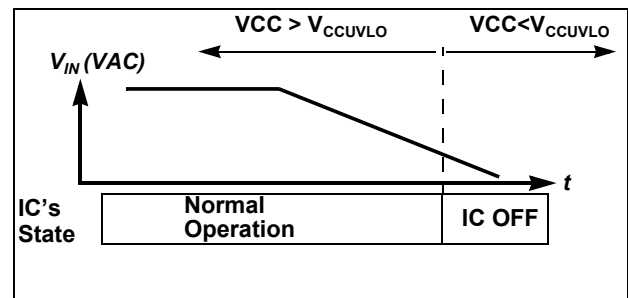 VCC > VCCUVLO VCC<VCCUVLO
VIN (VAC)
t
IC's State
Normal Operation
IC OFF